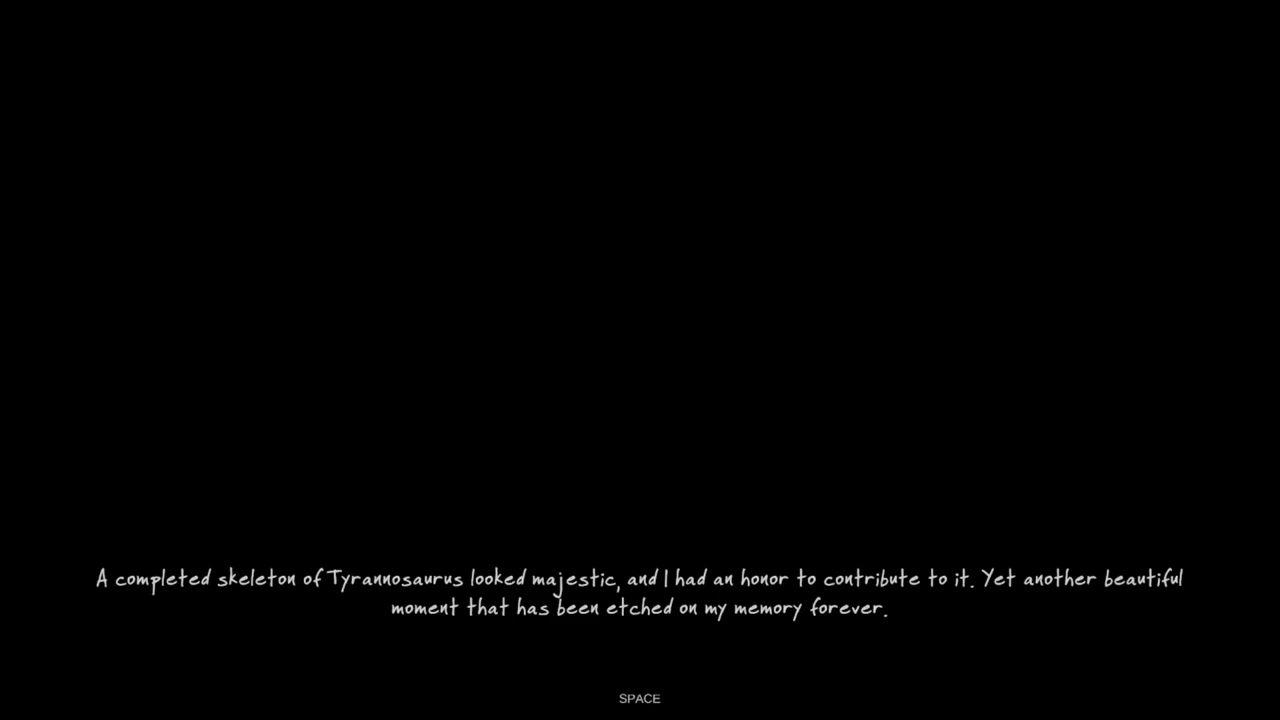 A completed skeleton of Tyrannosaurus looked majestic, and I had an honor to contribute to it. Yet another beautiful
moment that has been etched on my memory forever.
SPACE